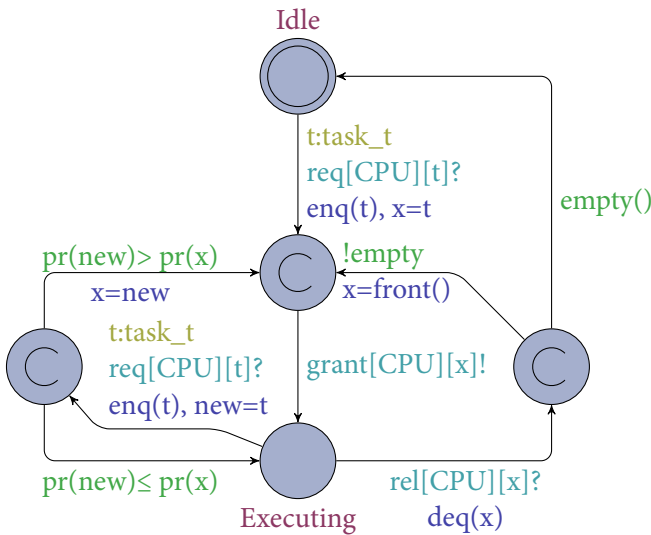 Idle
t:task_t
req[CPU][t]?
enq(t), x=t
empty()
pr(new)> pr(x)
x=new
!empty
x=front()
t:task_t
req[CPU][t]?
enq(t), new=t
C
C
C
grant[CPU][x]!
pr(new)≤ pr(x)
rel[CPU][x]?
deq(x)
Executing